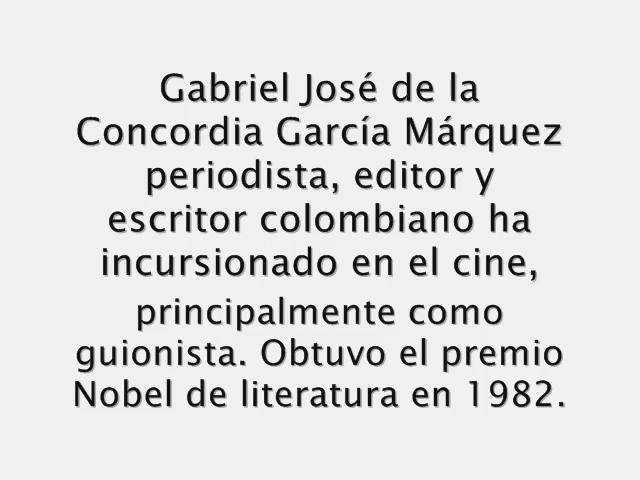 Gabriel José de la
Concordia García Márquez
periodista, editor y
escritor colombiano ha
incursionado en el cine,
principalmente como
guionista. Obtuvo el premio
Nobel de literatura en 1982.